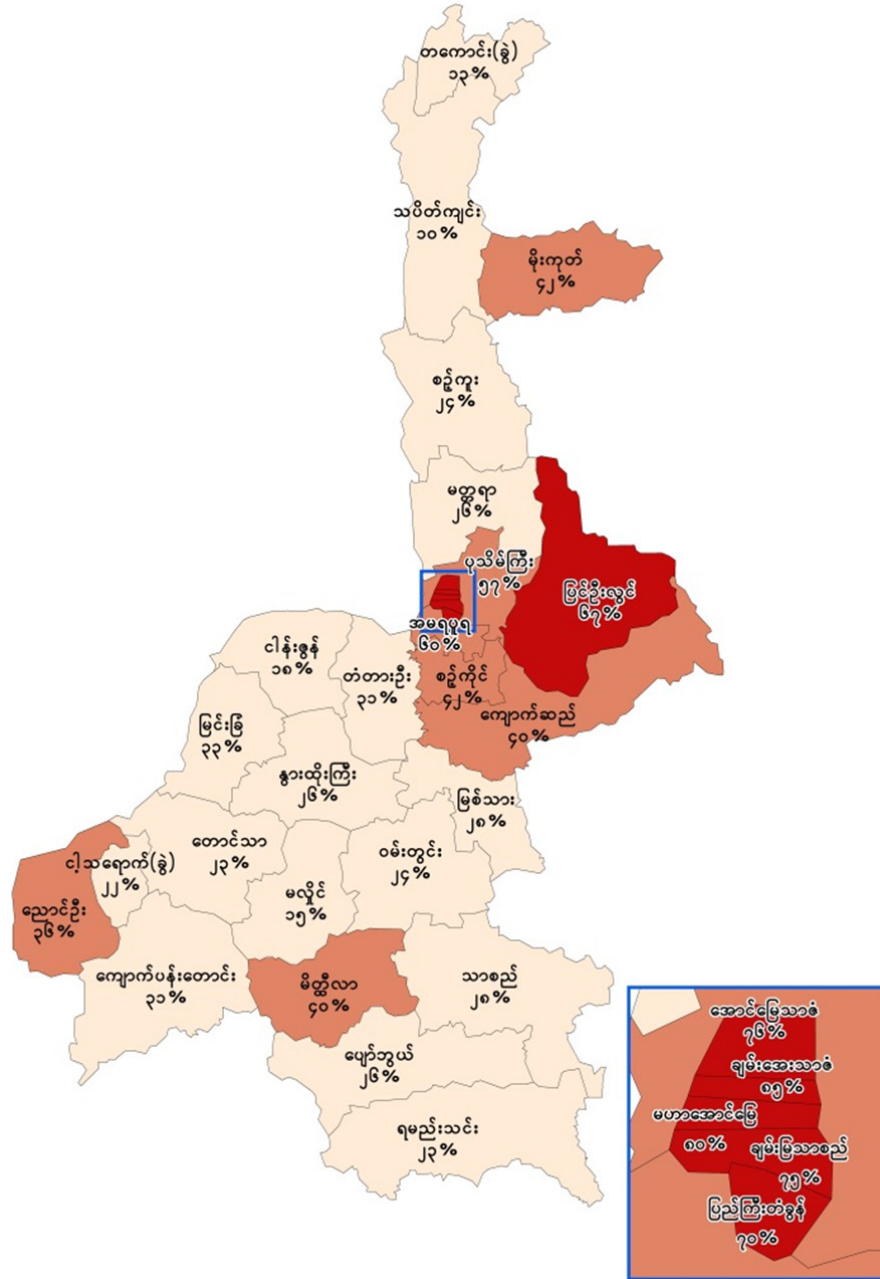 တကောင်း(ခွဲ)
၁၃%
သပိတ်ကျင်း
၁၀%
မိုးကုတ်
၄၂%
စဉ့်ကူး
၂၄%
မတ္တရာ
၂၆%
ပုသိမ်ကြီး
၅၇%
ပြင်ဦးလွင်
၆၇%
အမရပူရ
၆၀%
ငါန်းဇွန်
၁၈%
တံတားဦး
၃၁%
စဉ့်ကိုင်
၄၂%
ကျောက်ဆည်
၄၀%
မြင်းခြံ
၃၃%
နွားထိုးကြီး
၂၆%
မြစ်သား
၂၈%
တောင်သာ
၂၃%
ဝမ်းတွင်း
၂၄%
ငါ့သရောက်(ခွဲ)
၂၂%
မလှိုင်
၁၅%
ညောင်ဦး
၃၆%
ကျောက်ပန်းတောင်း
၃၁%
မိတ္ထီလာ
၄၀%
သာစည်
၂၈%
ပျော်ဘွယ်
၂၆%
ရမည်းသင်း
၂၃%
အောင်မြေသာဇံ
၇၆%
ချမ်းအေးသာဇံ
၈၅%
မဟာအောင်မြေ
၈၀%
ချမ်းမြသာစည်
၇၅%
ပြည်ကြီးတံခွန်
၇၀%